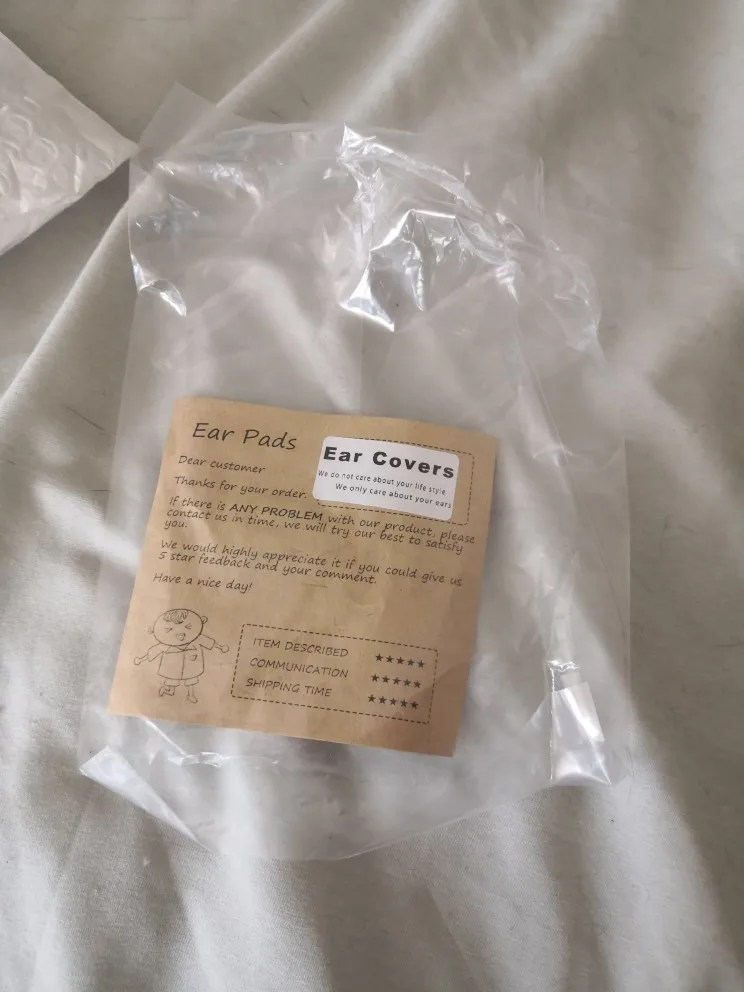 Ear Pads
Ear Covers
We do not care about your life style
We only care about your ears
Dear customer
Thanks for your order.
If there is ANY PROBLEM with our product, please
contact us in time, we will try our best to satisfy
you.
We would highly appreciate it if you could give us
5 star feedback and your comment.
Have a nice day!
ITEM DESCRIBED ★★★★★
COMMUNICATION ★★★★★
SHIPPING TIME ★★★★★